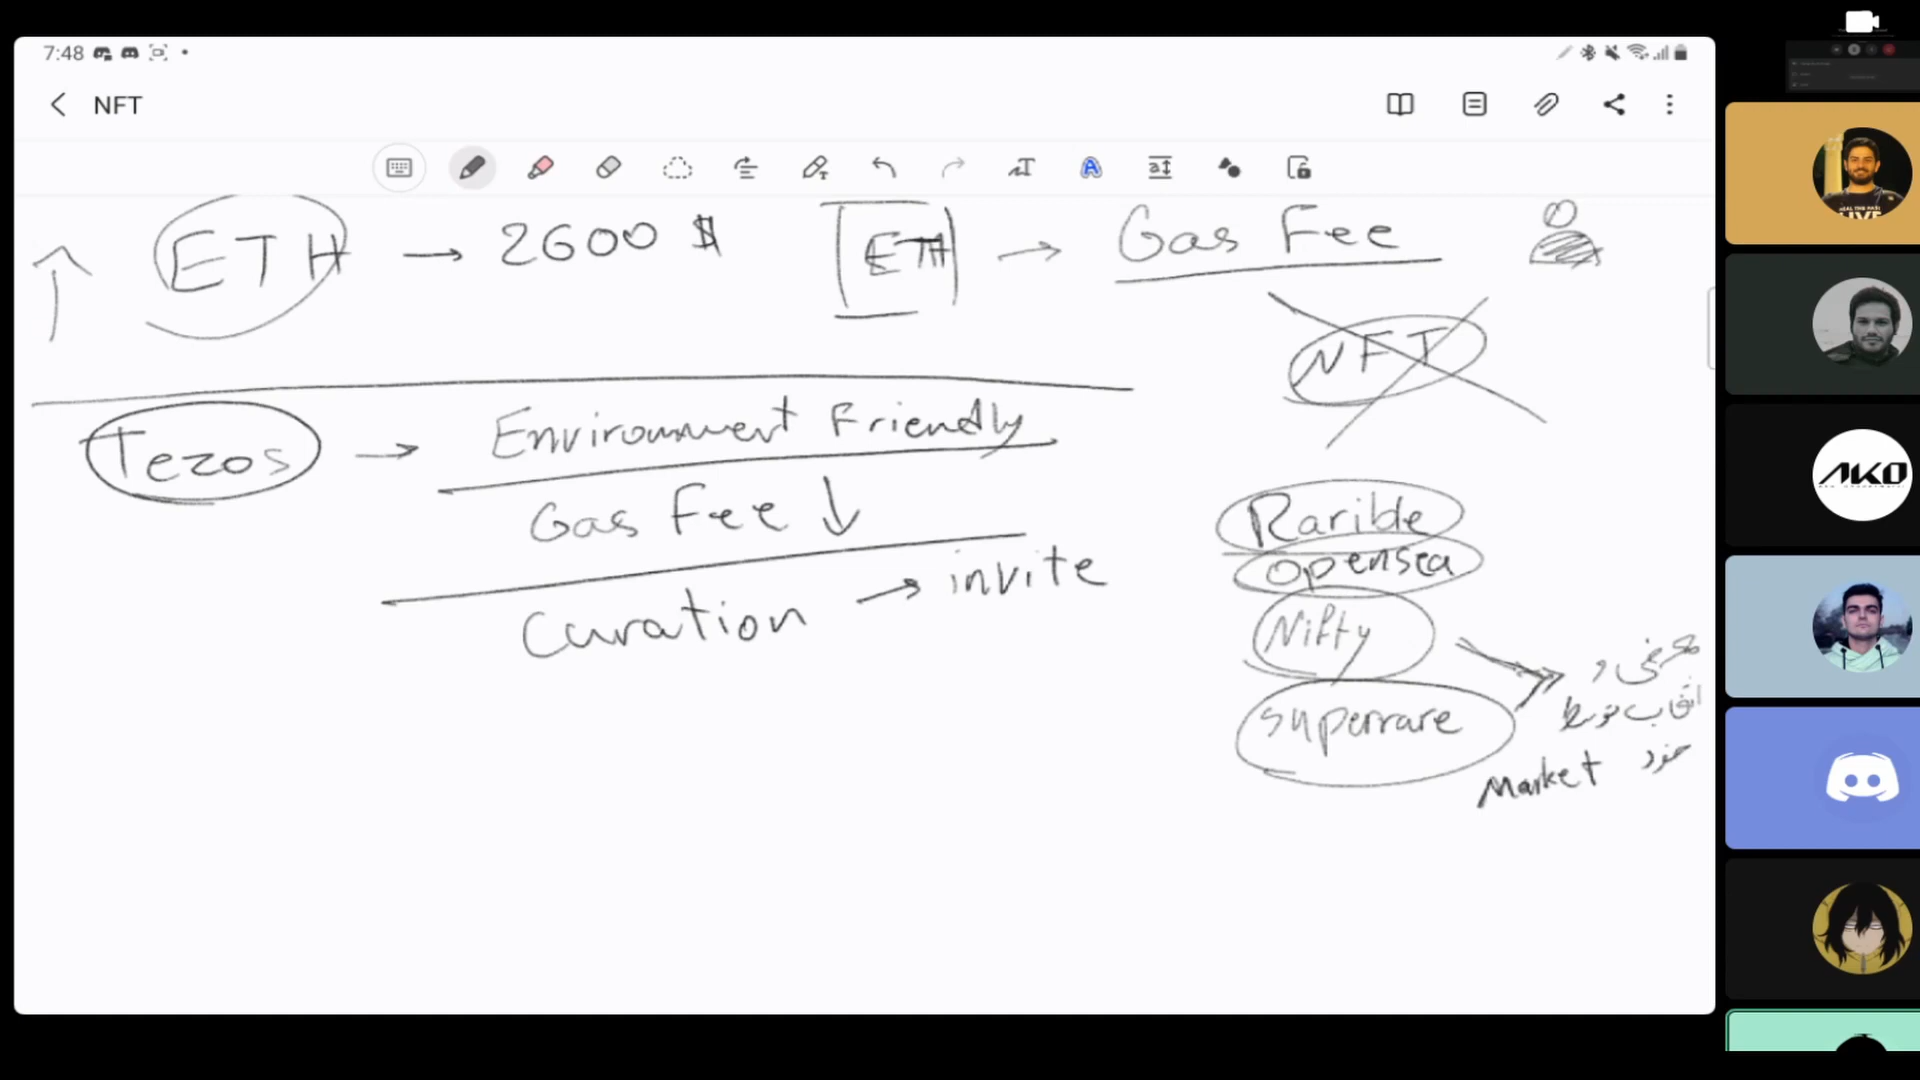 7:48
NFT
ETH → 2600 $
ETH → Gas Fee
NFT
Tezos → Environment Friendly
Gas Fee ↓
Curation → invite
Rarible
opensea
Nifty
superrare
معرفی و
انتخاب توسط
خود Market
AKO